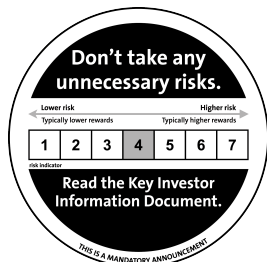 Don’t take any
unnecessary risks.
Lower risk Higher risk
Typically lower rewards Typically higher rewards
1 2 3 4 5 6 7
risk indicator
Read the Key Investor
Information Document.
THIS IS A MANDATORY ANNOUNCEMENT